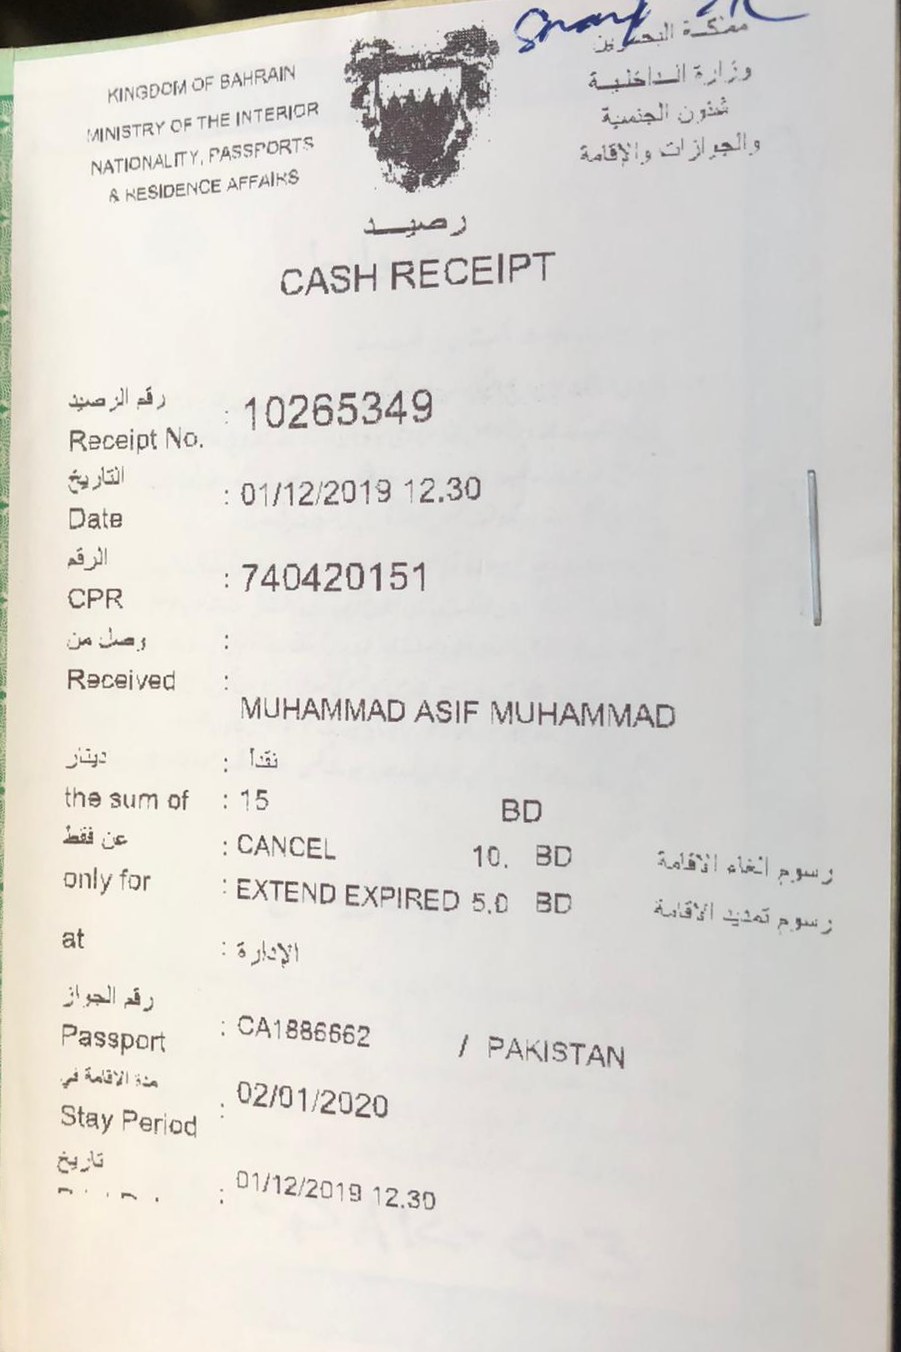 KINGDOM OF BAHRAIN
MINISTRY OF THE INTERIOR
NATIONALITY, PASSPORTS
& RESIDENCE AFFAIRS
مملكة البحرين
وزارة الداخلية
شئون الجنسية
والجوازات والإقامة
رصيد
CASH RECEIPT
رقم الرصيد
Receipt No. : 10265349
التاريخ
Date : 01/12/2019 12.30
الرقم
CPR : 740420151
وصل من :
Received :
MUHAMMAD ASIF MUHAMMAD
دينار : نقدا
the sum of : 15 BD
عن فقط : CANCEL 10. BD رسوم الغاء الاقامة
only for : EXTEND EXPIRED 5.0 BD رسوم تمديد الاقامة
at : الإدارة
رقم الجواز
Passport : CA1886662 / PAKISTAN
مدة الاقامة في
Stay Period : 02/01/2020
تاريخ
: 01/12/2019 12.30